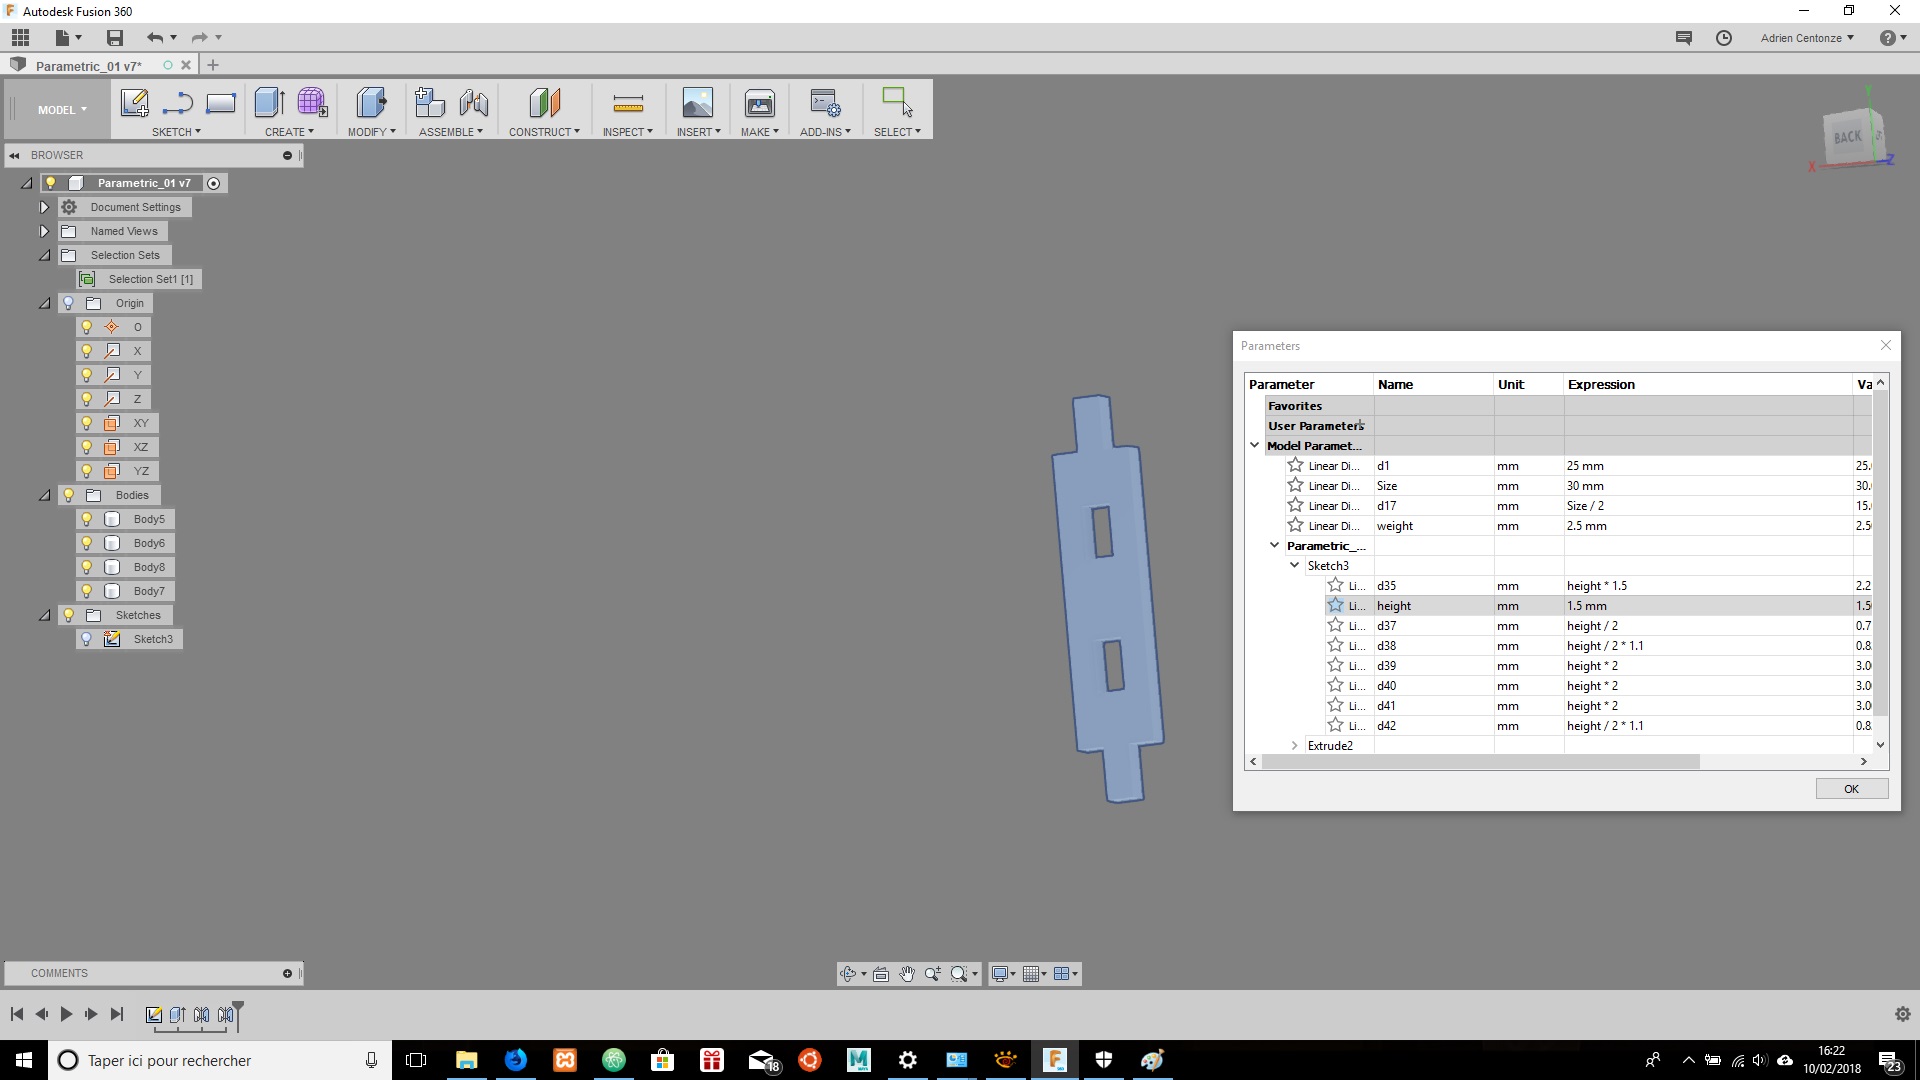 Autodesk Fusion 360
Adrien Centonze
Parametric_01 v7*
MODEL
SKETCH
CREATE
MODIFY
ASSEMBLE
CONSTRUCT
INSPECT
INSERT
MAKE
ADD-INS
SELECT
BACK
X
Y
Z
BROWSER
Parametric_01 v7
Document Settings
Named Views
Selection Sets
Selection Set1 [1]
Origin
O
X
Y
Z
XY
XZ
YZ
Bodies
Body5
Body6
Body8
Body7
Sketches
Sketch3
Parameters
Parameter Name Unit Expression Va
Favorites
User Parameters
Model Paramet...
Linear Di... d1 mm 25 mm 25.
Linear Di... Size mm 30 mm 30.
Linear Di... d17 mm Size / 2 15.
Linear Di... weight mm 2.5 mm 2.5
Parametric_...
Sketch3
Li... d35 mm height * 1.5 2.2
Li... height mm 1.5 mm 1.5
Li... d37 mm height / 2 0.7
Li... d38 mm height / 2 * 1.1 0.8
Li... d39 mm height * 2 3.0
Li... d40 mm height * 2 3.0
Li... d41 mm height * 2 3.0
Li... d42 mm height / 2 * 1.1 0.8
Extrude2
OK
COMMENTS
Taper ici pour rechercher
18
16:22
10/02/2018
23